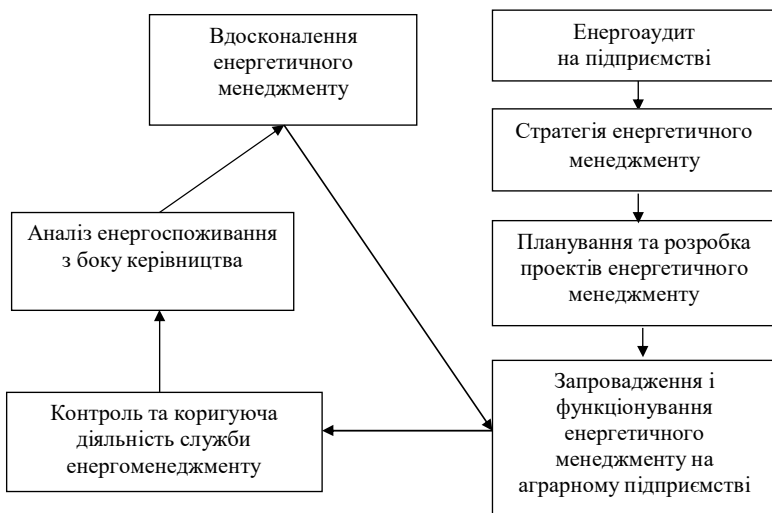 Вдосконалення
енергетичного
менеджменту
Енергоаудит
на підприємстві
Стратегія енергетичного
менеджменту
Аналіз енергоспоживання
з боку керівництва
Планування та розробка
проектів енергетичного
менеджменту
Контроль та коригуюча
діяльність служби
енергоменеджменту
Запровадження і
функціонування
енергетичного
менеджменту на
аграрному підприємстві